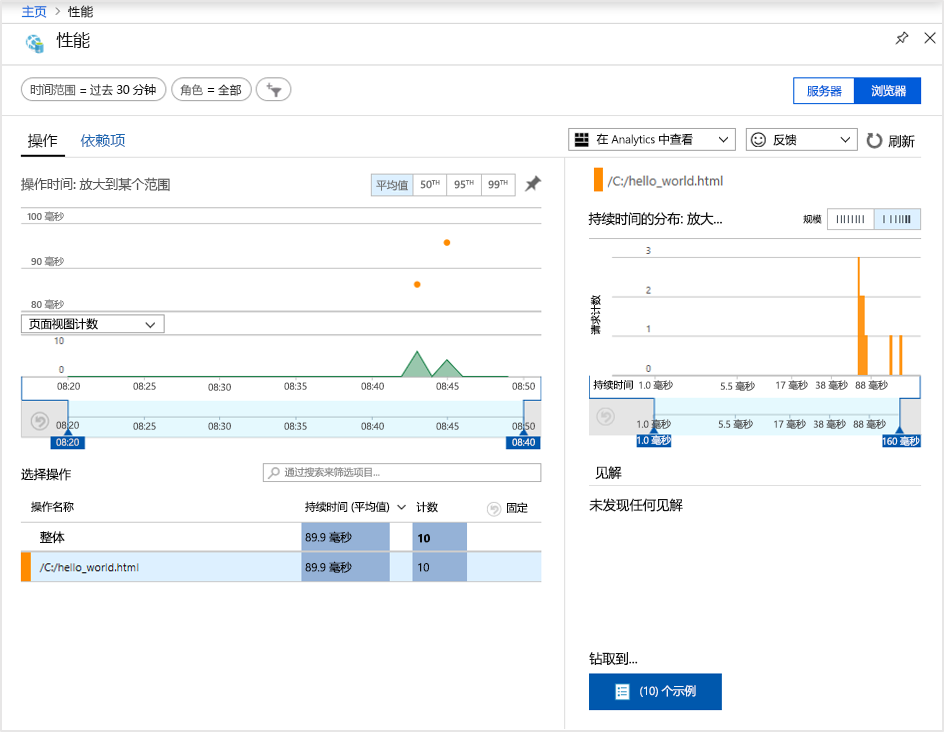 主页 > 性能
性能
时间范围 = 过去 30 分钟 角色 = 全部
服务器 浏览器
操作 依赖项
在 Analytics 中查看 反馈 刷新
操作时间: 放大到某个范围
平均值 50TH 95TH 99TH
100 毫秒
90 毫秒
80 毫秒
页面视图计数
10
0
08:20 08:25 08:30 08:35 08:40 08:45 08:50
08:20 08:25 08:30 08:35 08:40 08:45 08:50
08:20 08:40
选择操作
通过搜索来筛选项目...
操作名称 持续时间 (平均值) 计数 固定
整体 89.9 毫秒 10
/C:/hello_world.html 89.9 毫秒 10
/C:/hello_world.html
持续时间的分布: 放大... 规模
请求计数
3
2
1
0
持续时间 1.0 毫秒 5.5 毫秒 17 毫秒 38 毫秒 88 毫秒
1.0 毫秒 5.5 毫秒 17 毫秒 38 毫秒 88 毫秒
1.0 毫秒 160 毫秒
见解
未发现任何见解
钻取到...
(10) 个示例